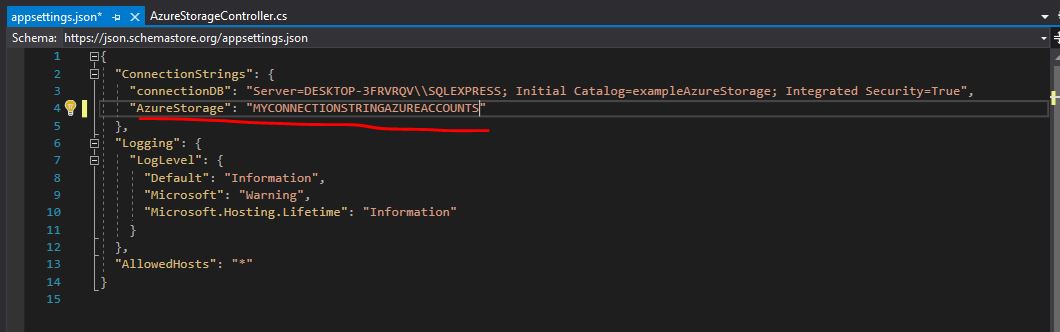 appsettings.json* AzureStorageController.cs
Schema: https://json.schemastore.org/appsettings.json
1 {
2 "ConnectionStrings": {
3 "connectionDB": "Server=DESKTOP-3FRVRQV\\SQLEXPRESS; Initial Catalog=exampleAzureStorage; Integrated Security=True",
4 "AzureStorage": "MYCONNECTIONSTRINGAZUREACCOUNTS"
5 },
6 "Logging": {
7 "LogLevel": {
8 "Default": "Information",
9 "Microsoft": "Warning",
10 "Microsoft.Hosting.Lifetime": "Information"
11 }
12 },
13 "AllowedHosts": "*"
14 }
15